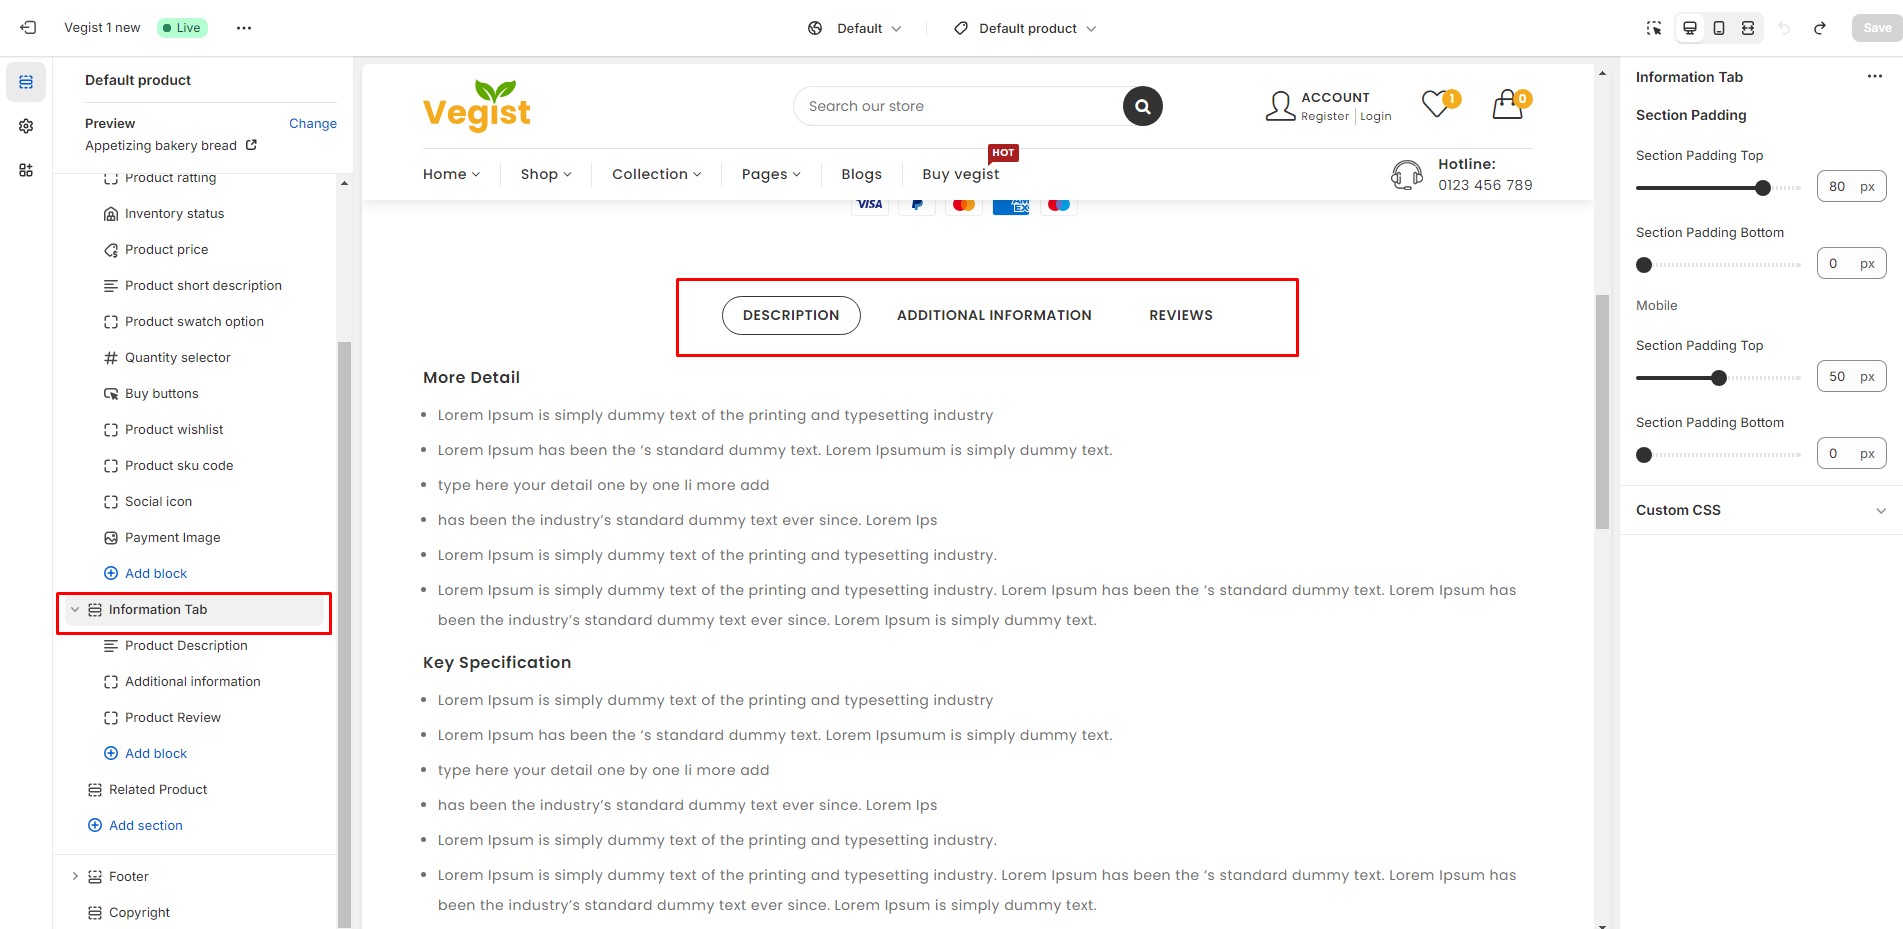 Vegist 1 new
Live
Default
Default product
Save
Default product
Preview
Change
Appetizing bakery bread
Product ratting
Inventory status
Product price
Product short description
Product swatch option
Quantity selector
Buy buttons
Product wishlist
Product sku code
Social icon
Payment Image
Add block
Information Tab
Product Description
Additional information
Product Review
Add block
Related Product
Add section
Footer
Copyright
Vegist
Search our store
ACCOUNT
Register Login
1
0
HOT
Home
Shop
Collection
Pages
Blogs
Buy vegist
Hotline:
0123 456 789
VISA
AM
EX
DESCRIPTION
ADDITIONAL INFORMATION
REVIEWS
More Detail
Lorem Ipsum is simply dummy text of the printing and typesetting industry
Lorem Ipsum has been the ‘s standard dummy text. Lorem Ipsumum is simply dummy text.
type here your detail one by one li more add
has been the industry’s standard dummy text ever since. Lorem Ips
Lorem Ipsum is simply dummy text of the printing and typesetting industry.
Lorem Ipsum is simply dummy text of the printing and typesetting industry. Lorem Ipsum has been the ‘s standard dummy text. Lorem Ipsum has
been the industry’s standard dummy text ever since. Lorem Ipsum is simply dummy text.
Key Specification
Lorem Ipsum is simply dummy text of the printing and typesetting industry
Lorem Ipsum has been the ‘s standard dummy text. Lorem Ipsumum is simply dummy text.
type here your detail one by one li more add
has been the industry’s standard dummy text ever since. Lorem Ips
Lorem Ipsum is simply dummy text of the printing and typesetting industry.
Lorem Ipsum is simply dummy text of the printing and typesetting industry. Lorem Ipsum has been the ‘s standard dummy text. Lorem Ipsum has
been the industry’s standard dummy text ever since. Lorem Ipsum is simply dummy text.
Information Tab
Section Padding
Section Padding Top
80 px
Section Padding Bottom
0 px
Mobile
Section Padding Top
50 px
Section Padding Bottom
0 px
Custom CSS